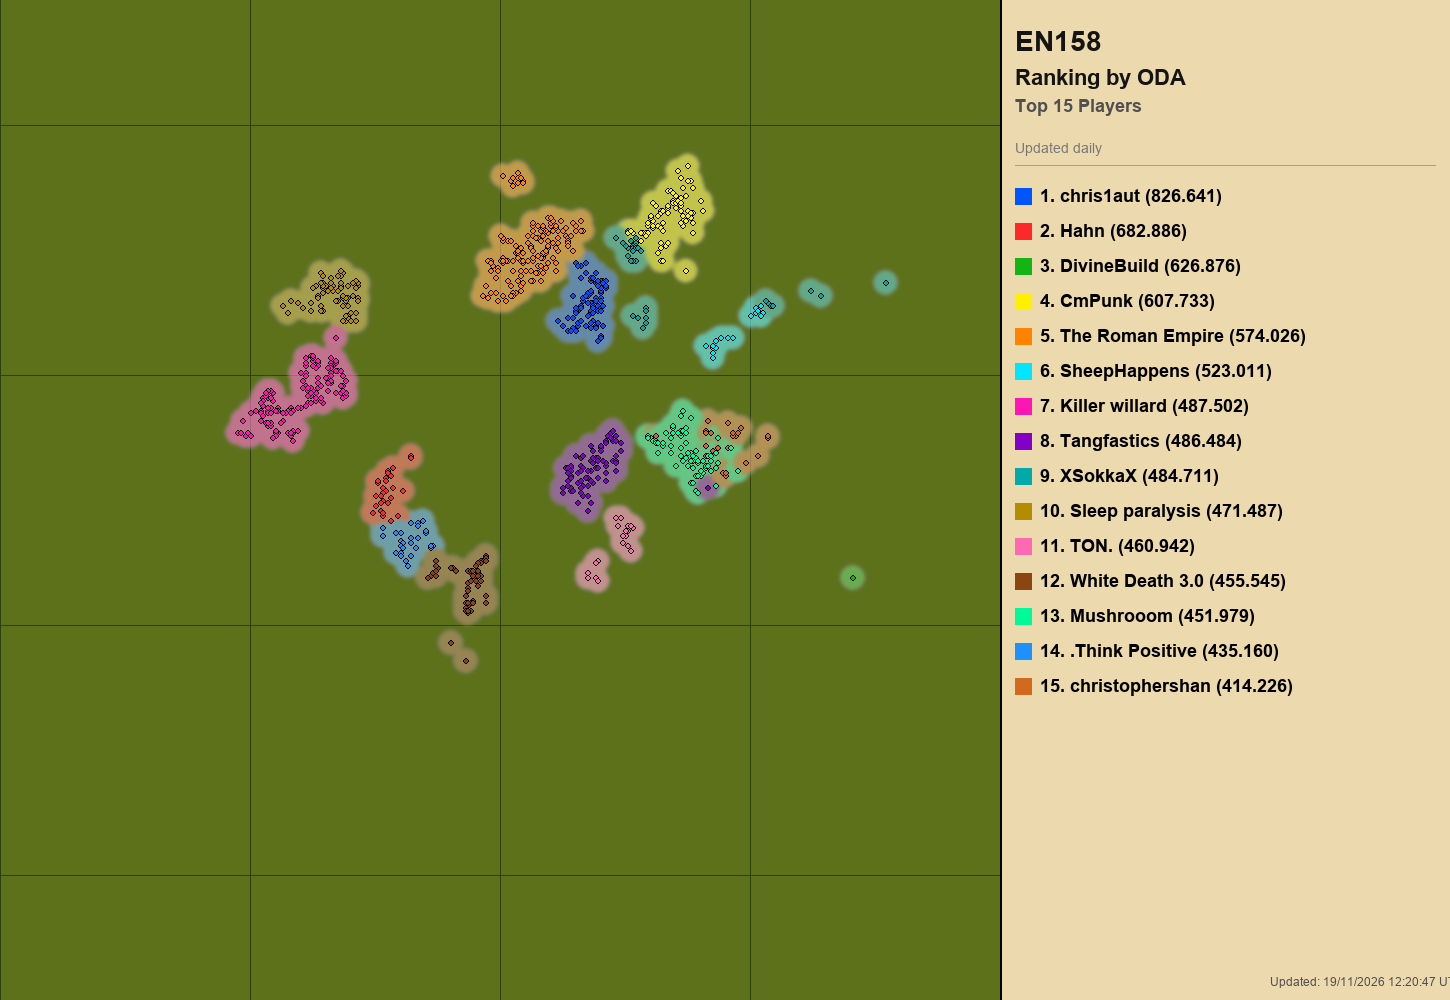 EN158
Ranking by ODA
Top 15 Players
Updated daily
1. chris1aut (826.641)
2. Hahn (682.886)
3. DivineBuild (626.876)
4. CmPunk (607.733)
5. The Roman Empire (574.026)
6. SheepHappens (523.011)
7. Killer willard (487.502)
8. Tangfastics (486.484)
9. XSokkaX (484.711)
10. Sleep paralysis (471.487)
11. TON. (460.942)
12. White Death 3.0 (455.545)
13. Mushrooom (451.979)
14. .Think Positive (435.160)
15. christophershan (414.226)
Updated: 19/11/2026 12:20:47